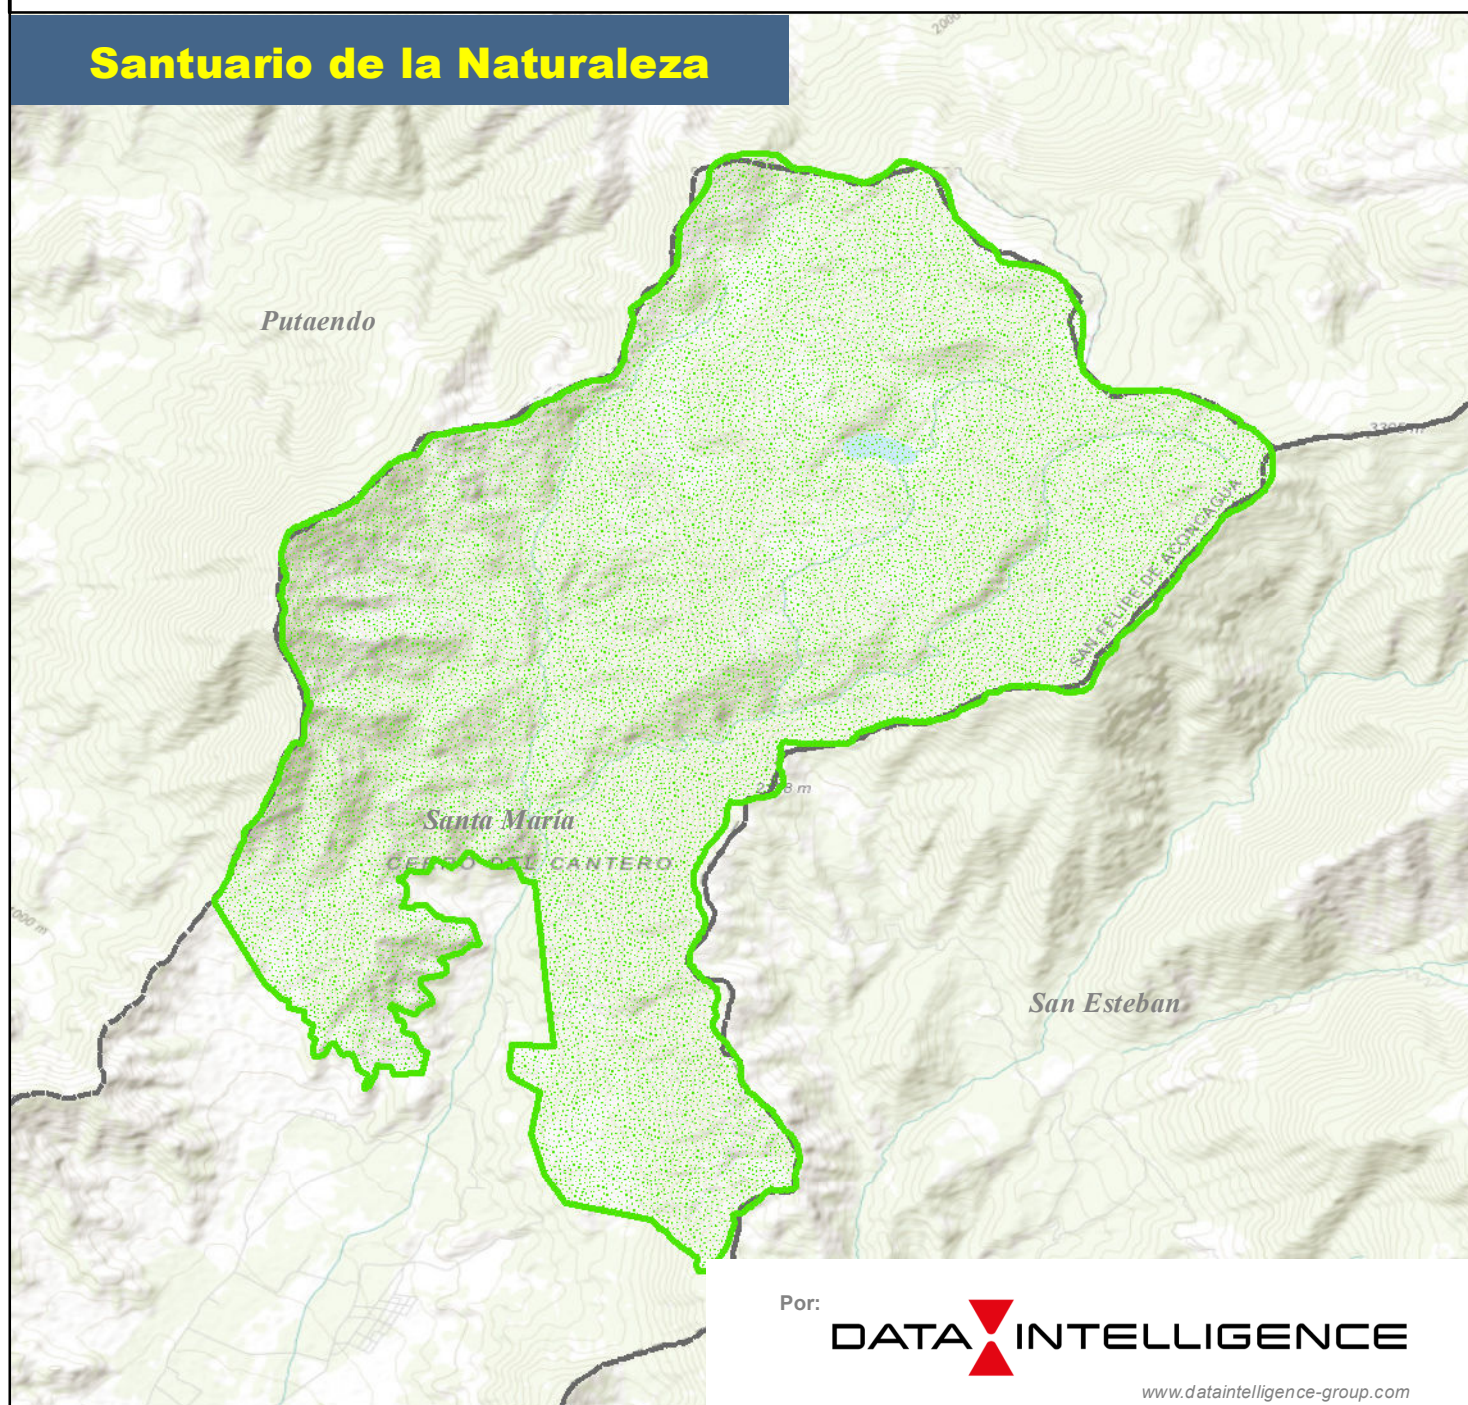 Santuario de la Naturaleza
Putaendo
SAN FELIPE DE ACONCAGUA
Santa María
CERRO DEL CANTERO
San Esteban
Por:
DATA INTELLIGENCE
www.dataintelligence-group.com